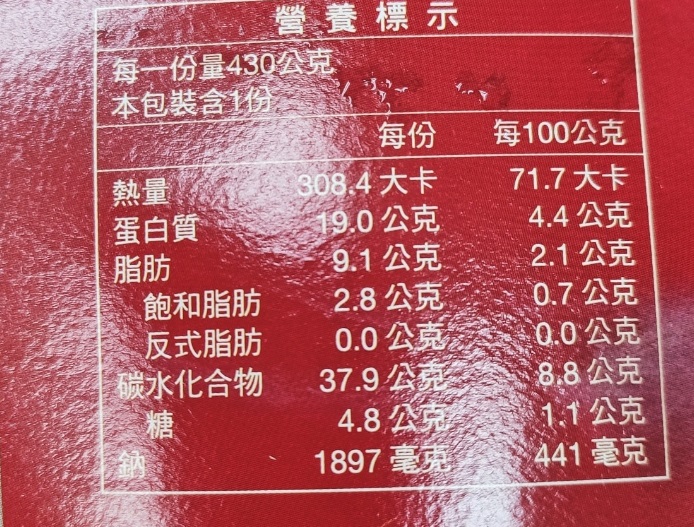 營養標示
每一份量430公克
本包裝含1份
每份 每100公克
熱量 308.4 大卡 71.7 大卡
蛋白質 19.0 公克 4.4 公克
脂肪 9.1 公克 2.1 公克
飽和脂肪 2.8 公克 0.7 公克
反式脂肪 0.0 公克 0.0 公克
碳水化合物 37.9 公克 8.8 公克
糖 4.8 公克 1.1 公克
鈉 1897 毫克 441 毫克